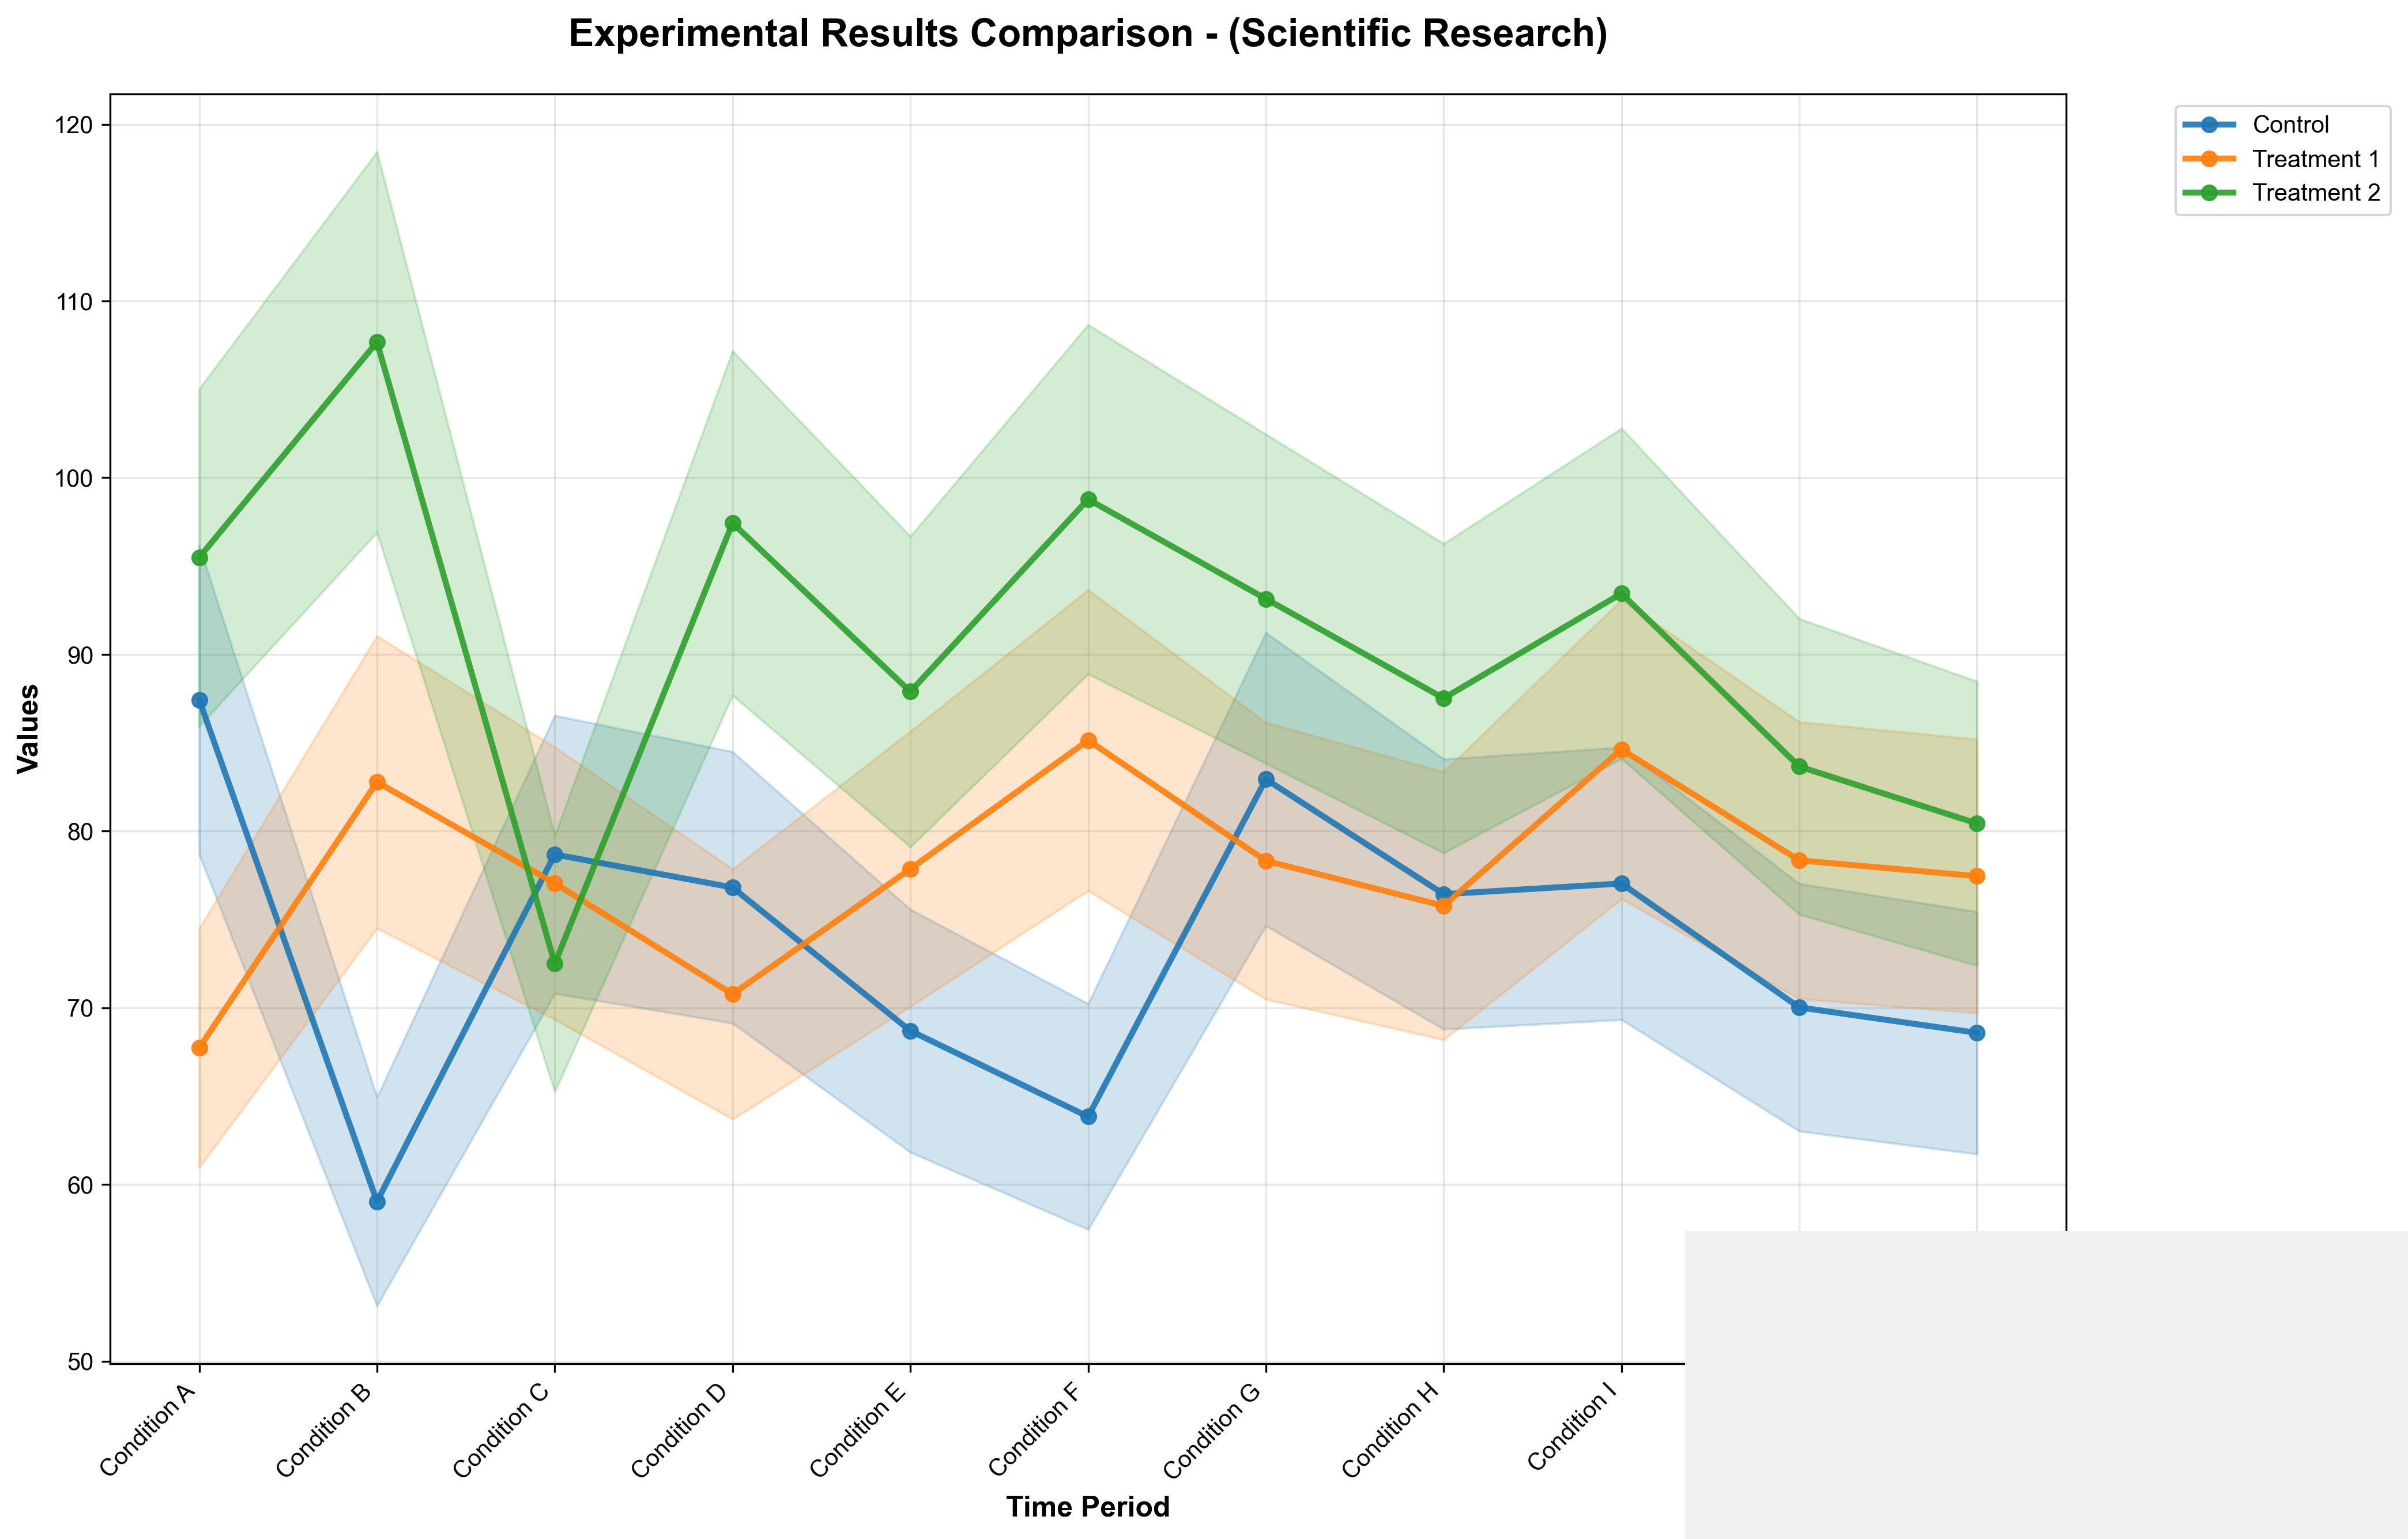 Experimental Results Comparison - (Scientific Research)
Control
Treatment 1
Treatment 2
Values
120
110
100
90
80
70
60
50
Condition A
Condition B
Condition C
Condition D
Condition E
Condition F
Condition G
Condition H
Condition I
Time Period